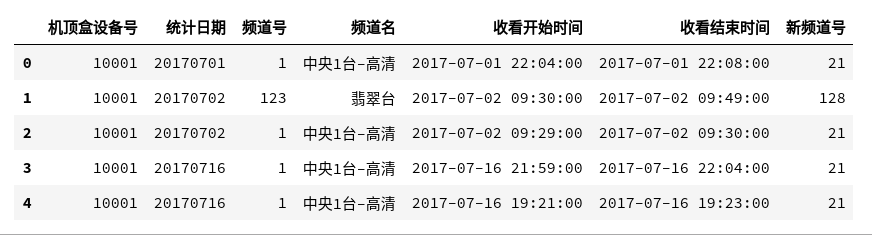 机顶盒设备号 统计日期 频道号 频道名 收看开始时间 收看结束时间 新频道号
0 10001 20170701 1 中央1台-高清 2017-07-01 22:04:00 2017-07-01 22:08:00 21
1 10001 20170702 123 翡翠台 2017-07-02 09:30:00 2017-07-02 09:49:00 128
2 10001 20170702 1 中央1台-高清 2017-07-02 09:29:00 2017-07-02 09:30:00 21
3 10001 20170716 1 中央1台-高清 2017-07-16 21:59:00 2017-07-16 22:04:00 21
4 10001 20170716 1 中央1台-高清 2017-07-16 19:21:00 2017-07-16 19:23:00 21